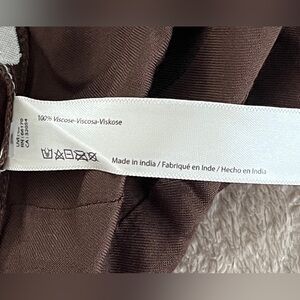 100% Viscose-Viscosa-Viskose
Made in india / Fabriqué en Inde / Hecho en India